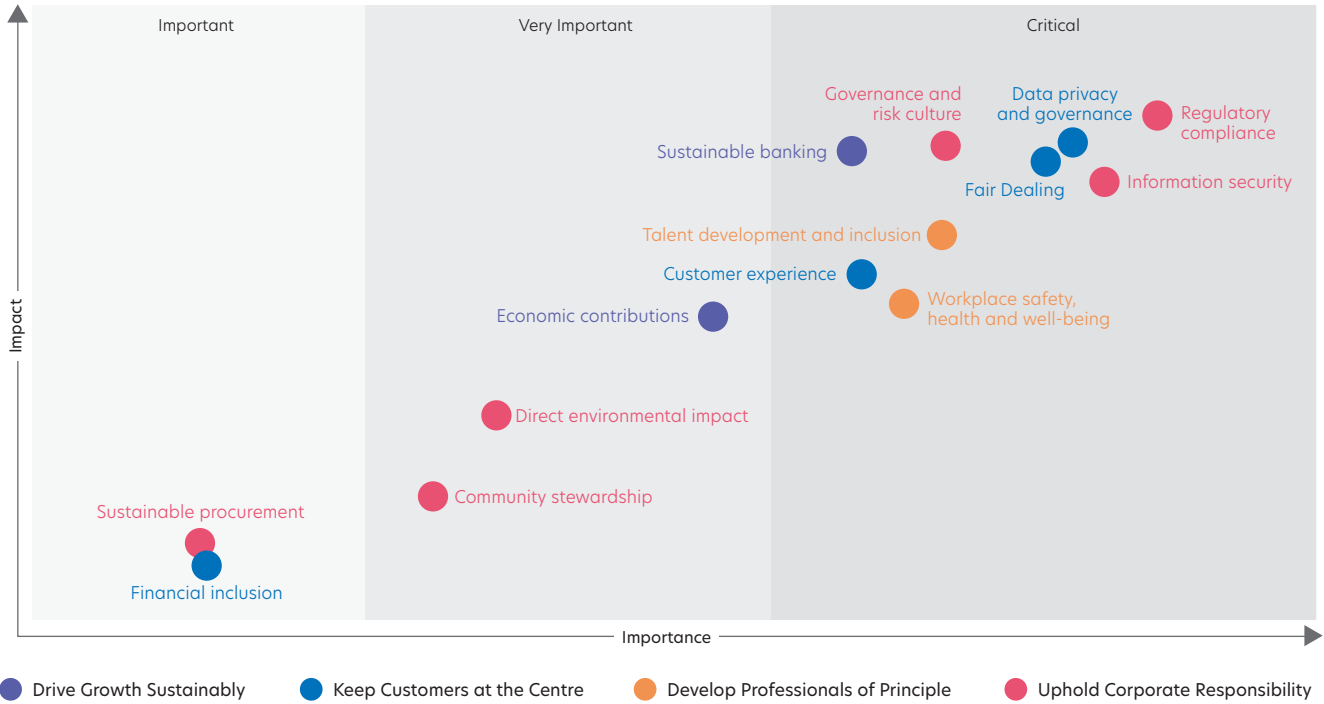 Important
Very Important
Critical
Governance and
risk culture
Data privacy
and governance
Regulatory
compliance
Sustainable banking
Fair Dealing
Information security
Talent development and inclusion
Customer experience
Workplace safety,
health and well-being
Economic contributions
Impact
Direct environmental impact
Community stewardship
Sustainable procurement
Financial inclusion
Importance
Drive Growth Sustainably
Keep Customers at the Centre
Develop Professionals of Principle
Uphold Corporate Responsibility